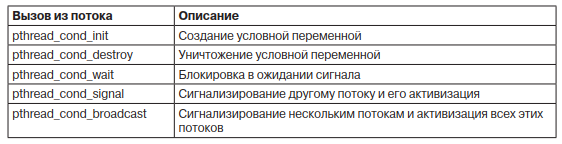 Вызов из потока Описание
pthread_cond_init Создание условной переменной
pthread_cond_destroy Уничтожение условной переменной
pthread_cond_wait Блокировка в ожидании сигнала
pthread_cond_signal Сигнализирование другому потоку и его активизация
pthread_cond_broadcast Сигнализирование нескольким потокам и активизация всех этих
потоков